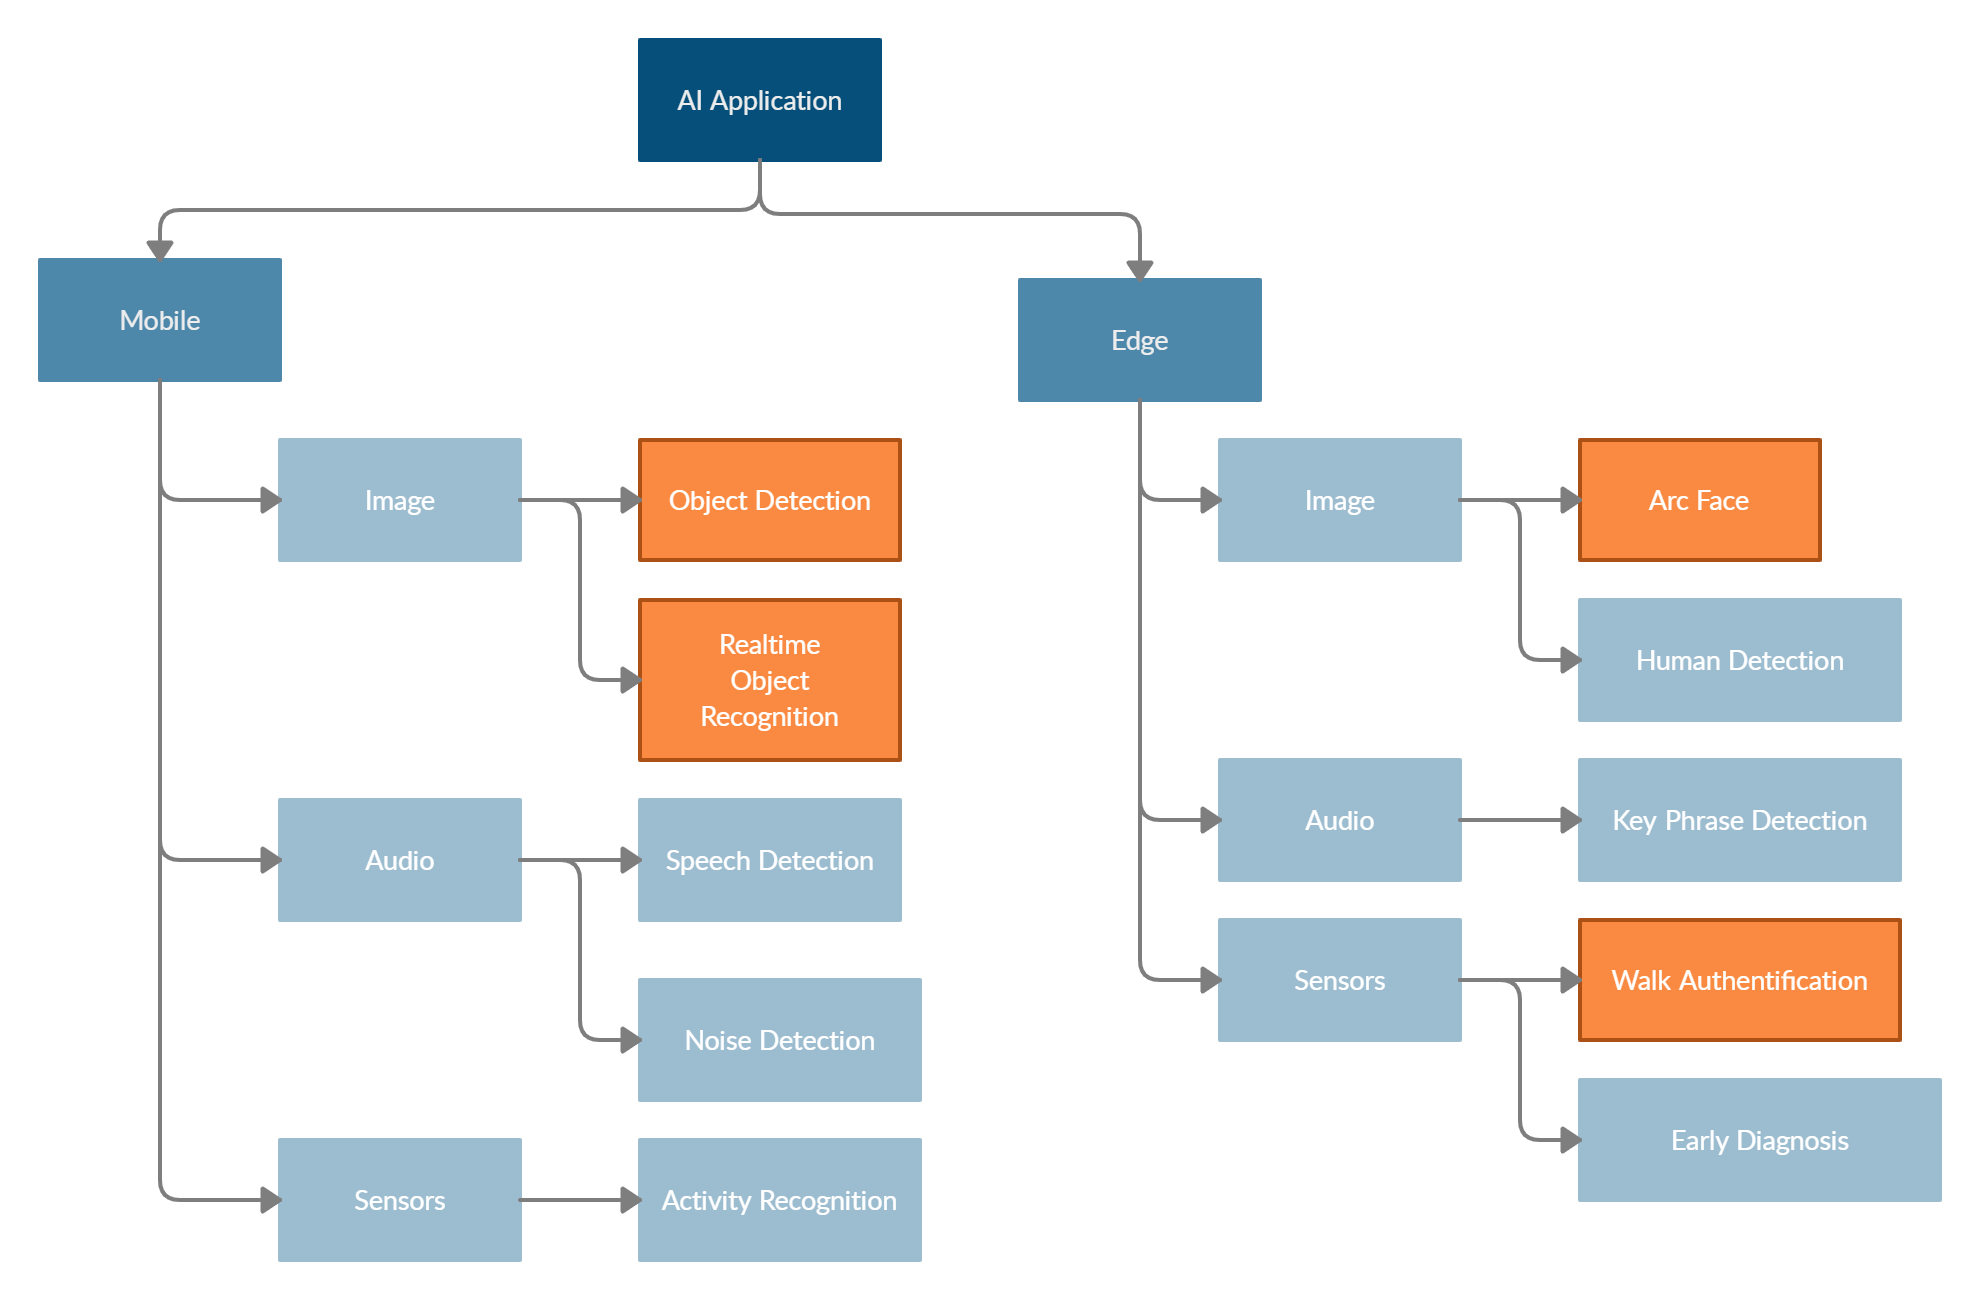 AI Application
Mobile
Edge
Image
Object Detection
Realtime
Object
Recognition
Audio
Speech Detection
Noise Detection
Sensors
Activity Recognition
Image
Arc Face
Human Detection
Audio
Key Phrase Detection
Sensors
Walk Authentification
Early Diagnosis